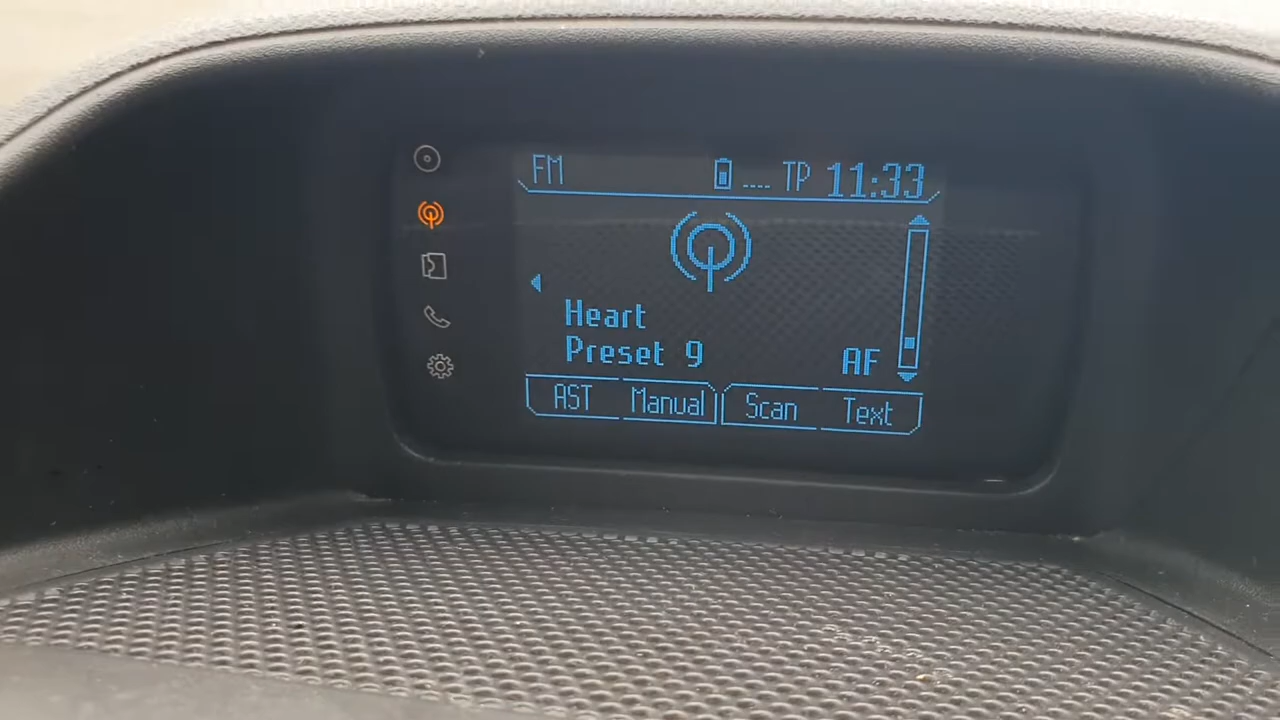 FM .... TP 11:33
Heart
Preset 9 AF
AST Manual Scan Text